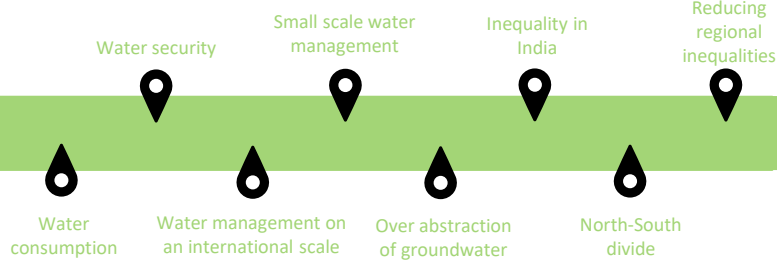 Water
consumption
Water security
Water management on
an international scale
Small scale water
management
Over abstraction
of groundwater
Inequality in
India
North-South
divide
Reducing
regional
inequalities